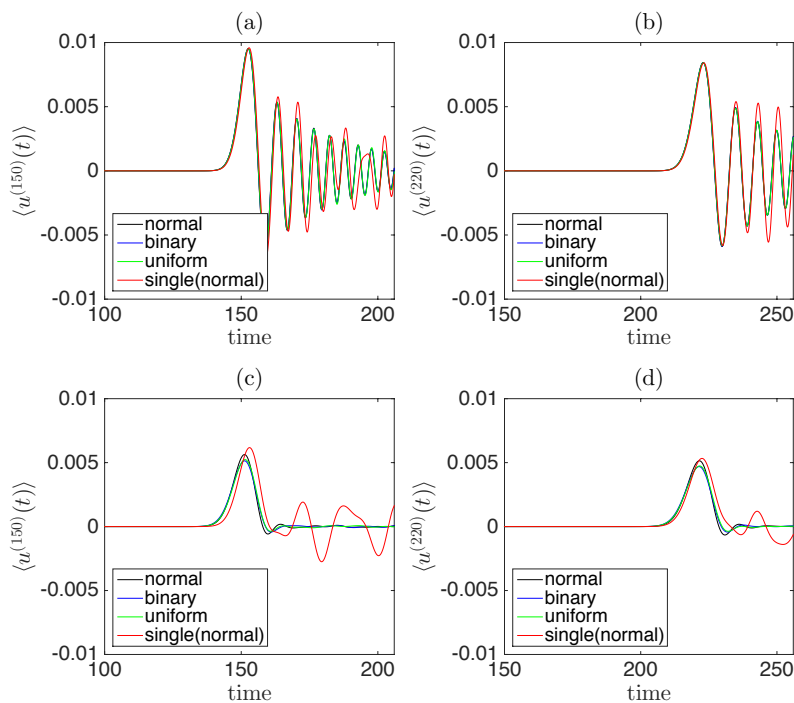 (a)
0.01
0.005
0
-0.005
-0.01
⟨u^(150)(t)⟩
normal
binary
uniform
single(normal)
100 150 200
time
(b)
0.01
0.005
0
-0.005
-0.01
⟨u^(220)(t)⟩
normal
binary
uniform
single(normal)
150 200 250
time
(c)
0.01
0.005
0
-0.005
-0.01
⟨u^(150)(t)⟩
normal
binary
uniform
single(normal)
100 150 200
time
(d)
0.01
0.005
0
-0.005
-0.01
⟨u^(220)(t)⟩
normal
binary
uniform
single(normal)
150 200 250
time